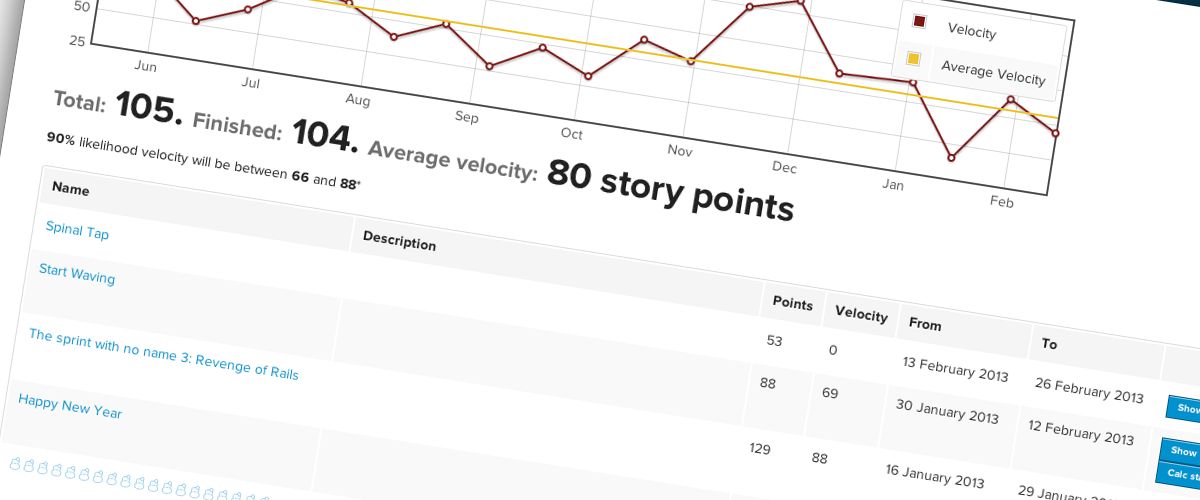 50
25
Velocity
Average Velocity
Jun Jul Aug Sep Oct Nov Dec Jan Feb
Total: 105. Finished: 104. Average velocity: 80 story points
90% likelihood velocity will be between 66 and 88*
Name Description Points Velocity From To
Spinal Tap 53 0 13 February 2013 26 February 2013 Show
Start Waving 88 69 30 January 2013 12 February 2013 Show
Calc
The sprint with no name 3: Revenge of Rails 129 88 16 January 2013 29 January
Happy New Year